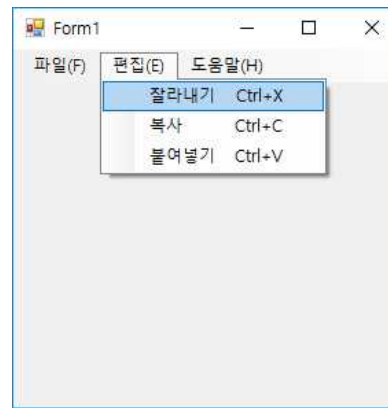 Form1
파일(F) 편집(E) 도움말(H)
잘라내기 Ctrl+X
복사 Ctrl+C
붙여넣기 Ctrl+V